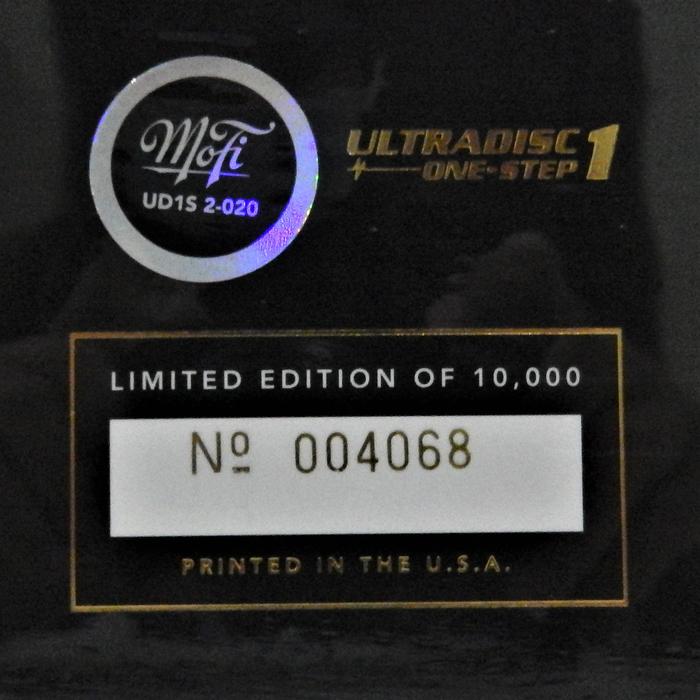 MoFi
UD1S 2-020
ULTRADISC
ONE-STEP 1
LIMITED EDITION OF 10,000
Nº 004068
PRINTED IN THE U.S.A.